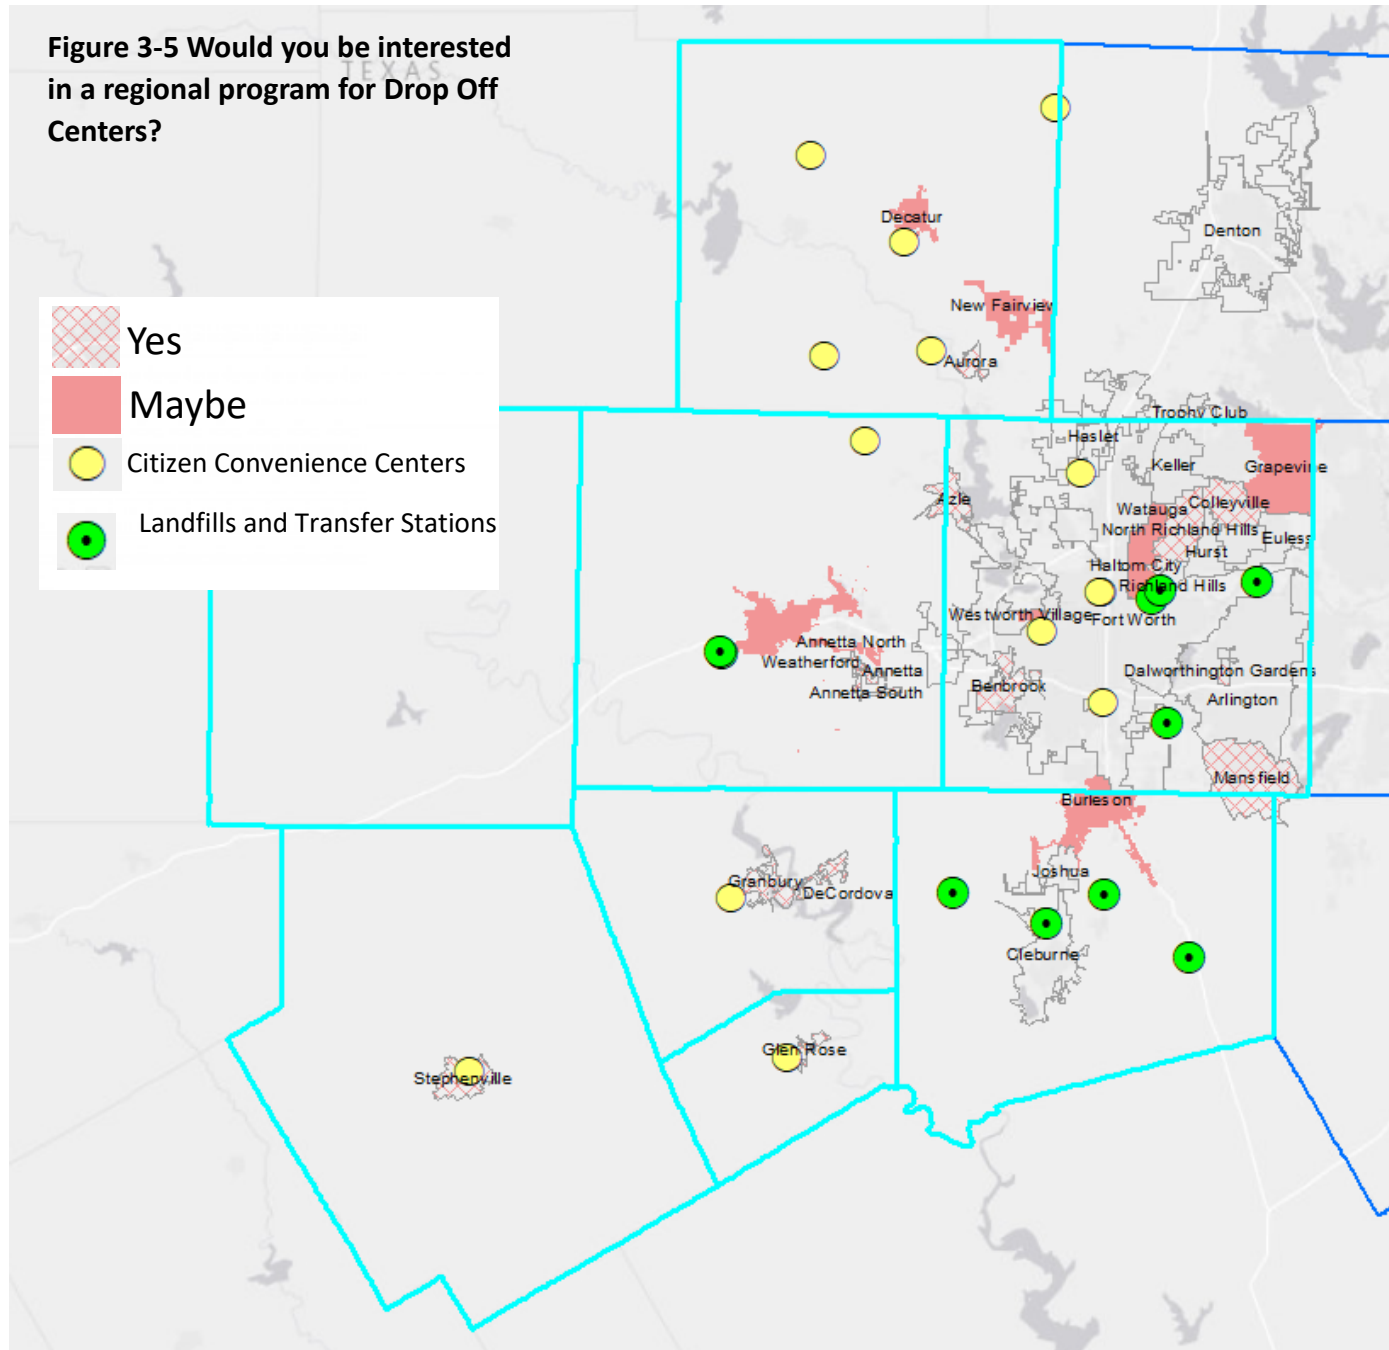 Figure 3-5 Would you be interested
in a regional program for Drop Off
Centers?
TEXAS
Yes
Maybe
Citizen Convenience Centers
Landfills and Transfer Stations
Decatur
Denton
New Fairview
Aurora
Trophy Club
Haslet
Keller
Grapevine
Azle
Watauga
Colleyville
North Richland Hills
Euless
Hurst
Haltom City
Richland Hills
Westworth Village
Fort Worth
Annetta North
Weatherford
Annetta
Annetta South
Benbrook
Dalworthington Gardens
Arlington
Mansfield
Burleson
Joshua
Granbury
DeCordova
Cleburne
Glen Rose
Stephenville